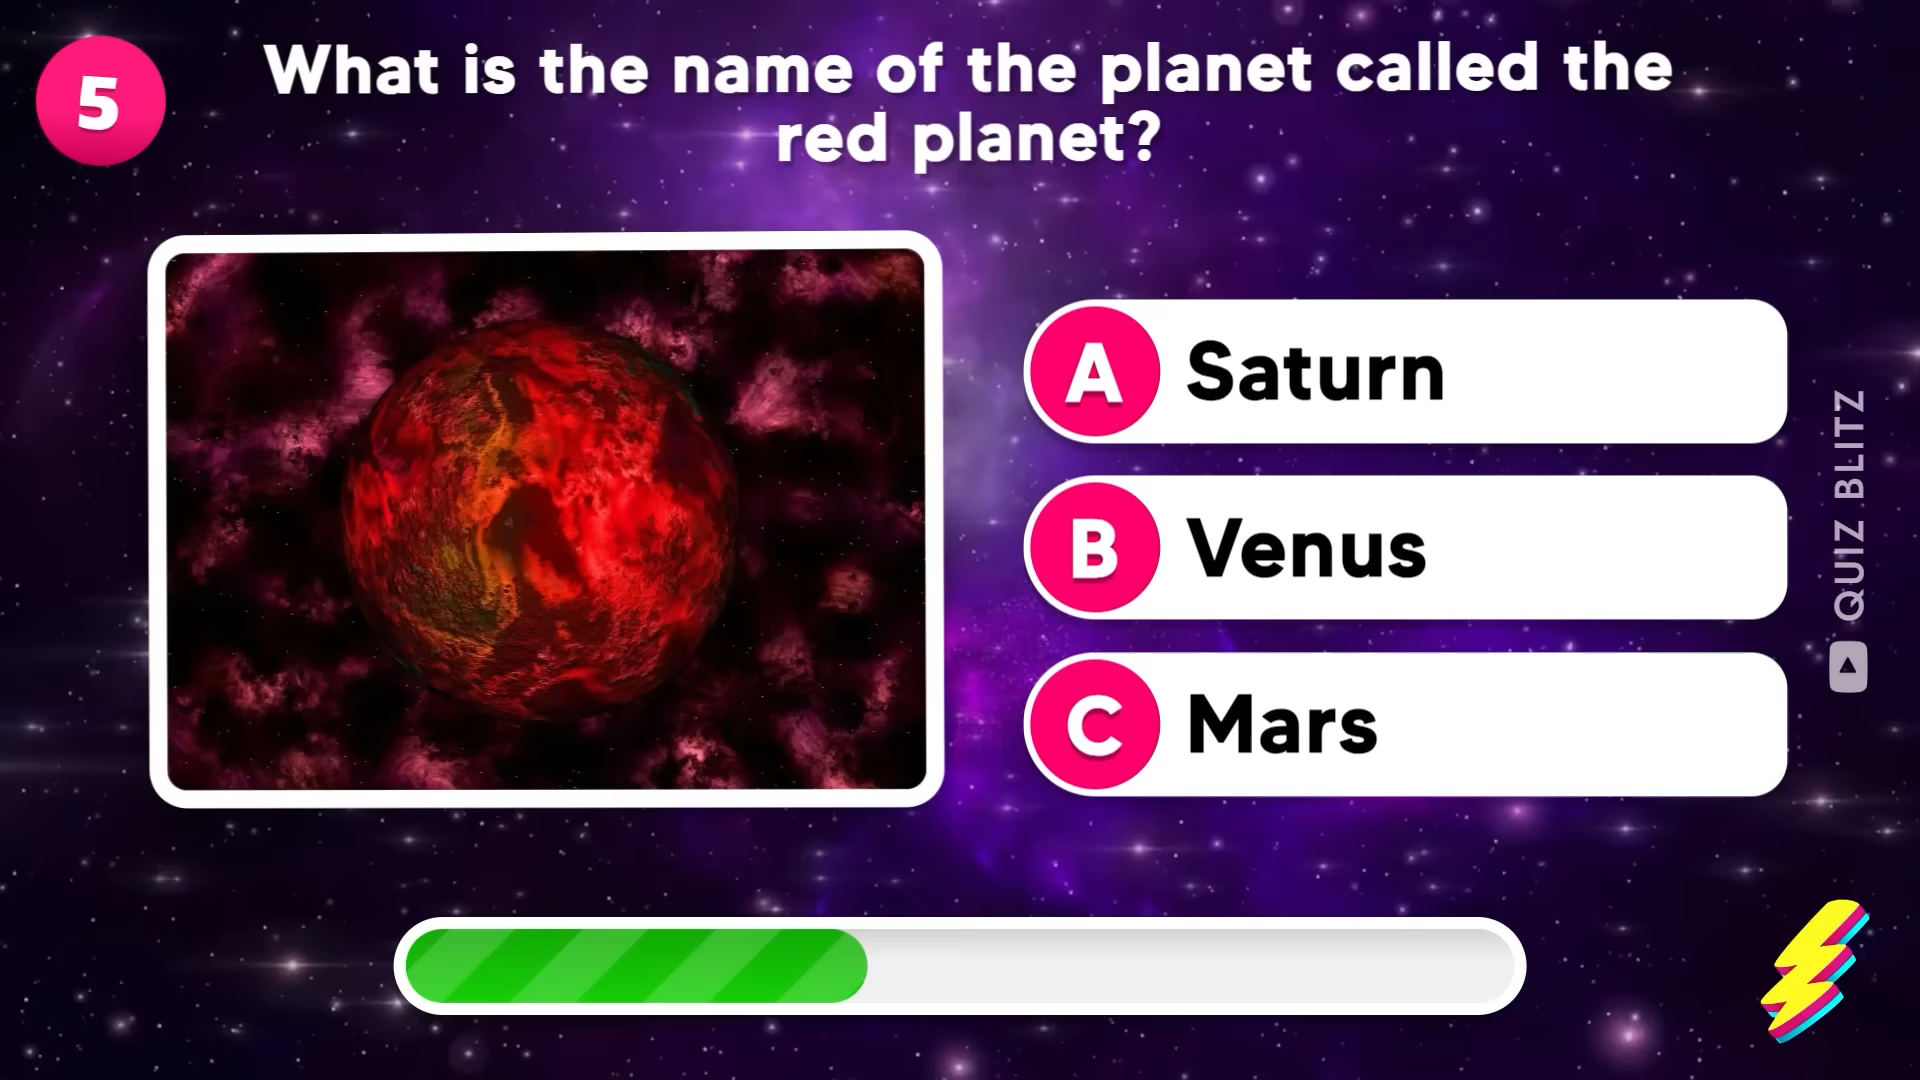 5
What is the name of the planet called the
red planet?
A Saturn
B Venus
C Mars
QUIZ BLITZ